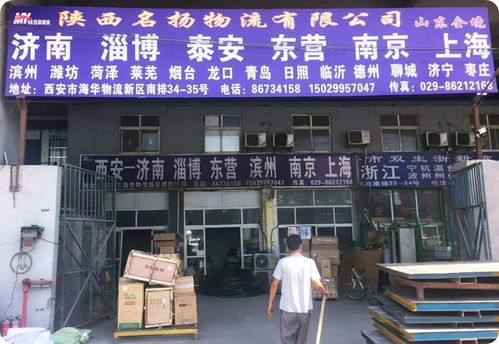 陕西名扬物流有限公司 山东全境
济南 淄博 泰安 东营 南京 上海
滨州 潍坊 菏泽 莱芜 烟台 龙口 青岛 日照 临沂 德州 聊城 济宁 枣庄
地址：西安市海华物流新区南排34-35号 电话：86734158 15029957047 传真：029-86212168
西安—济南 淄博 东营 滨州 南京 上海
浙江